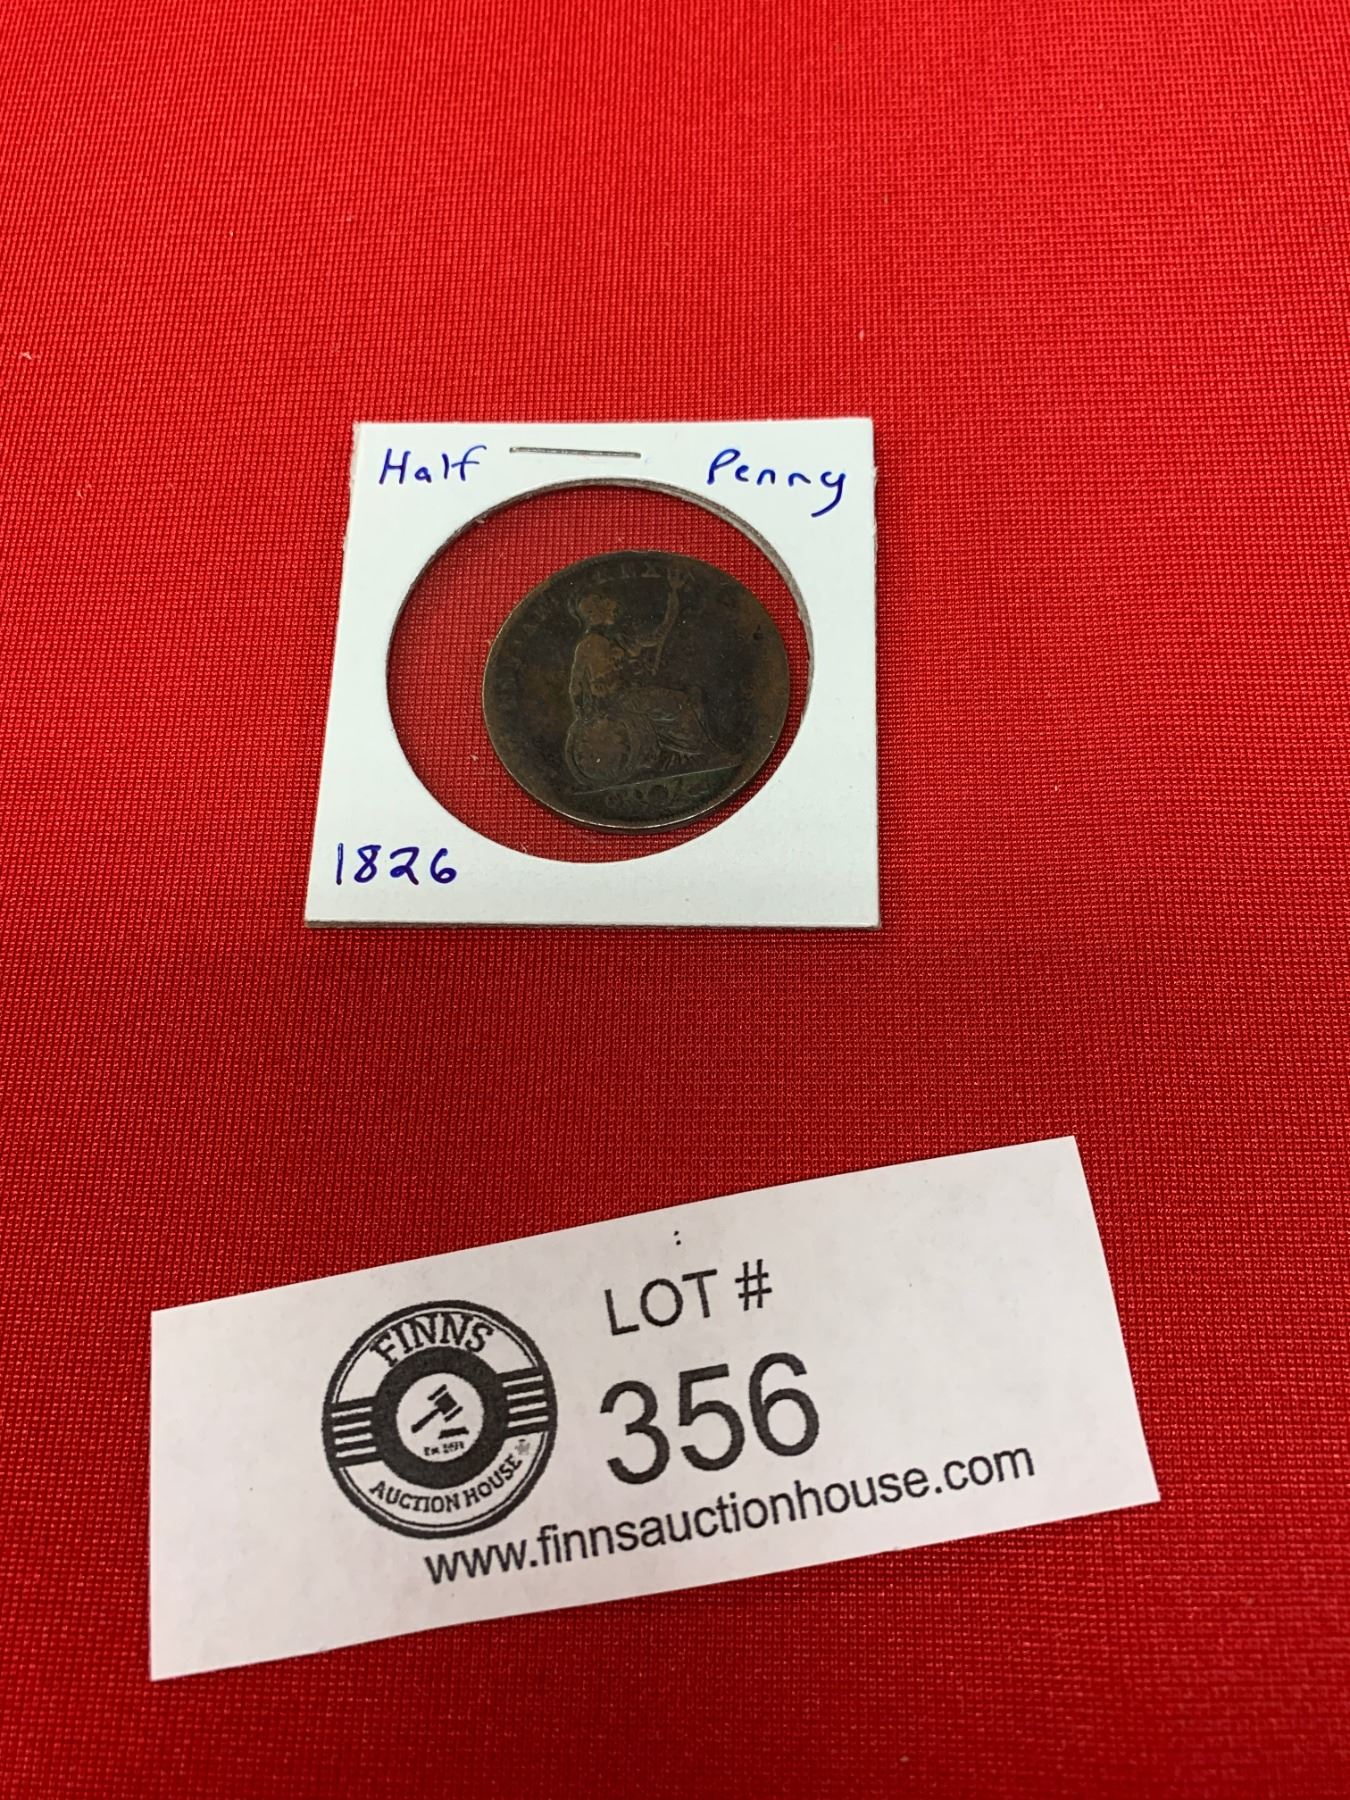 Half Penny
1826
LOT #
356
FINNS
AUCTION HOUSE
www.finnsauctionhouse.com